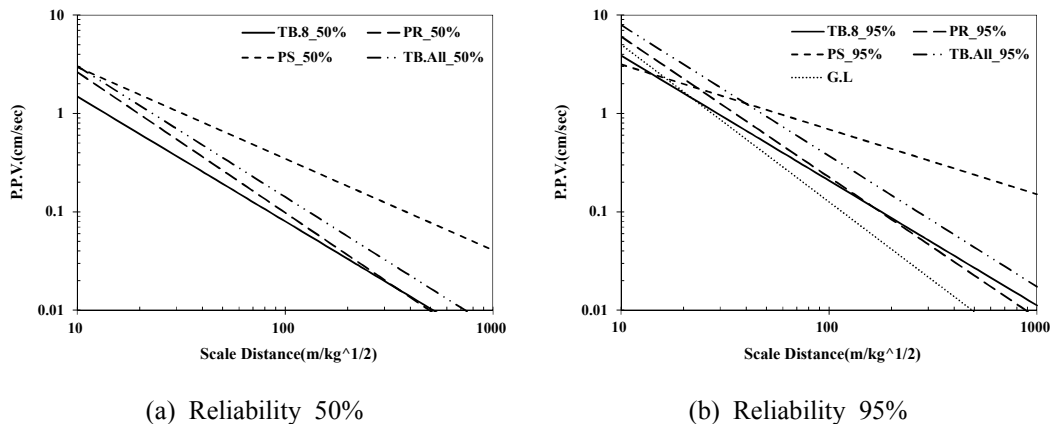 10
TB.8_50% PR_50%
PS_50% TB.All_50%
1
P.P.V.(cm/sec)
0.1
0.01
10 100 1000
Scale Distance(m/kg^1/2)
(a) Reliability 50%
10
TB.8_95% PR_95%
PS_95% TB.All_95%
G.L
1
P.P.V.(cm/sec)
0.1
0.01
10 100 1000
Scale Distance(m/kg^1/2)
(b) Reliability 95%